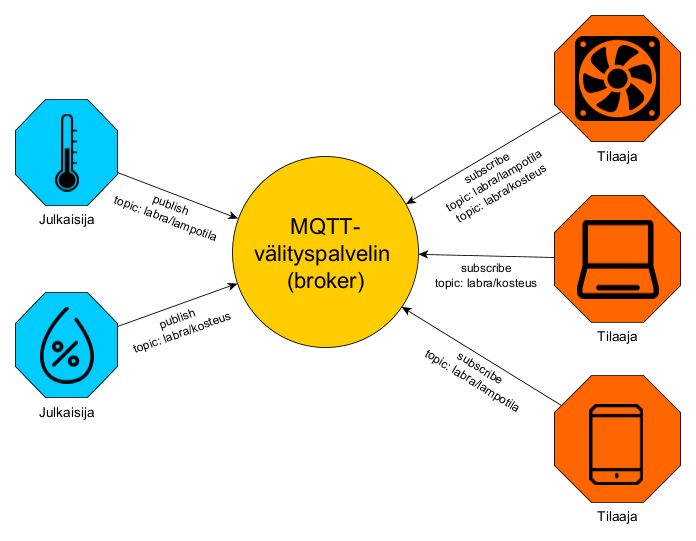 Julkaisija
publish
topic: labra/lampotila
Julkaisija
publish
topic: labra/kosteus
MQTT-
välityspalvelin
(broker)
Tilaaja
subscribe
topic: labra/lampotila
topic: labra/kosteus
Tilaaja
subscribe
topic: labra/kosteus
Tilaaja
subscribe
topic: labra/lampotila